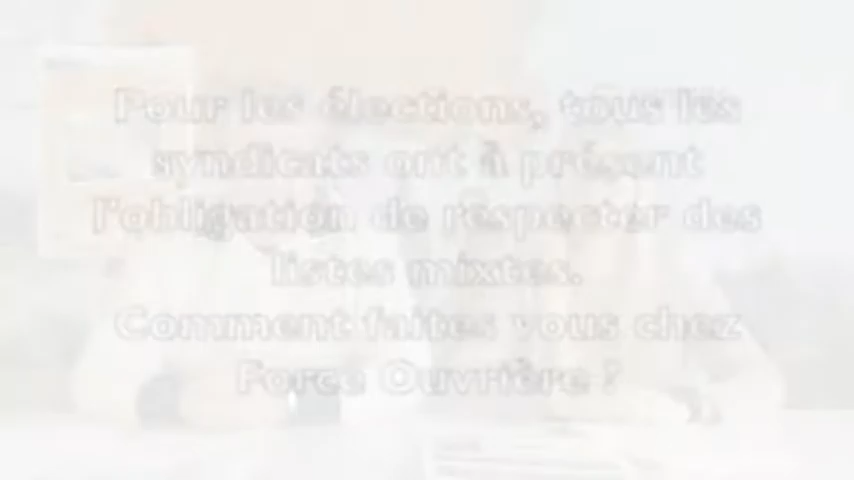 Pour les élections, tous les
syndicats ont à présent
l'obligation de respecter des
listes mixtes.
Comment faites vous chez
Force Ouvrière ?